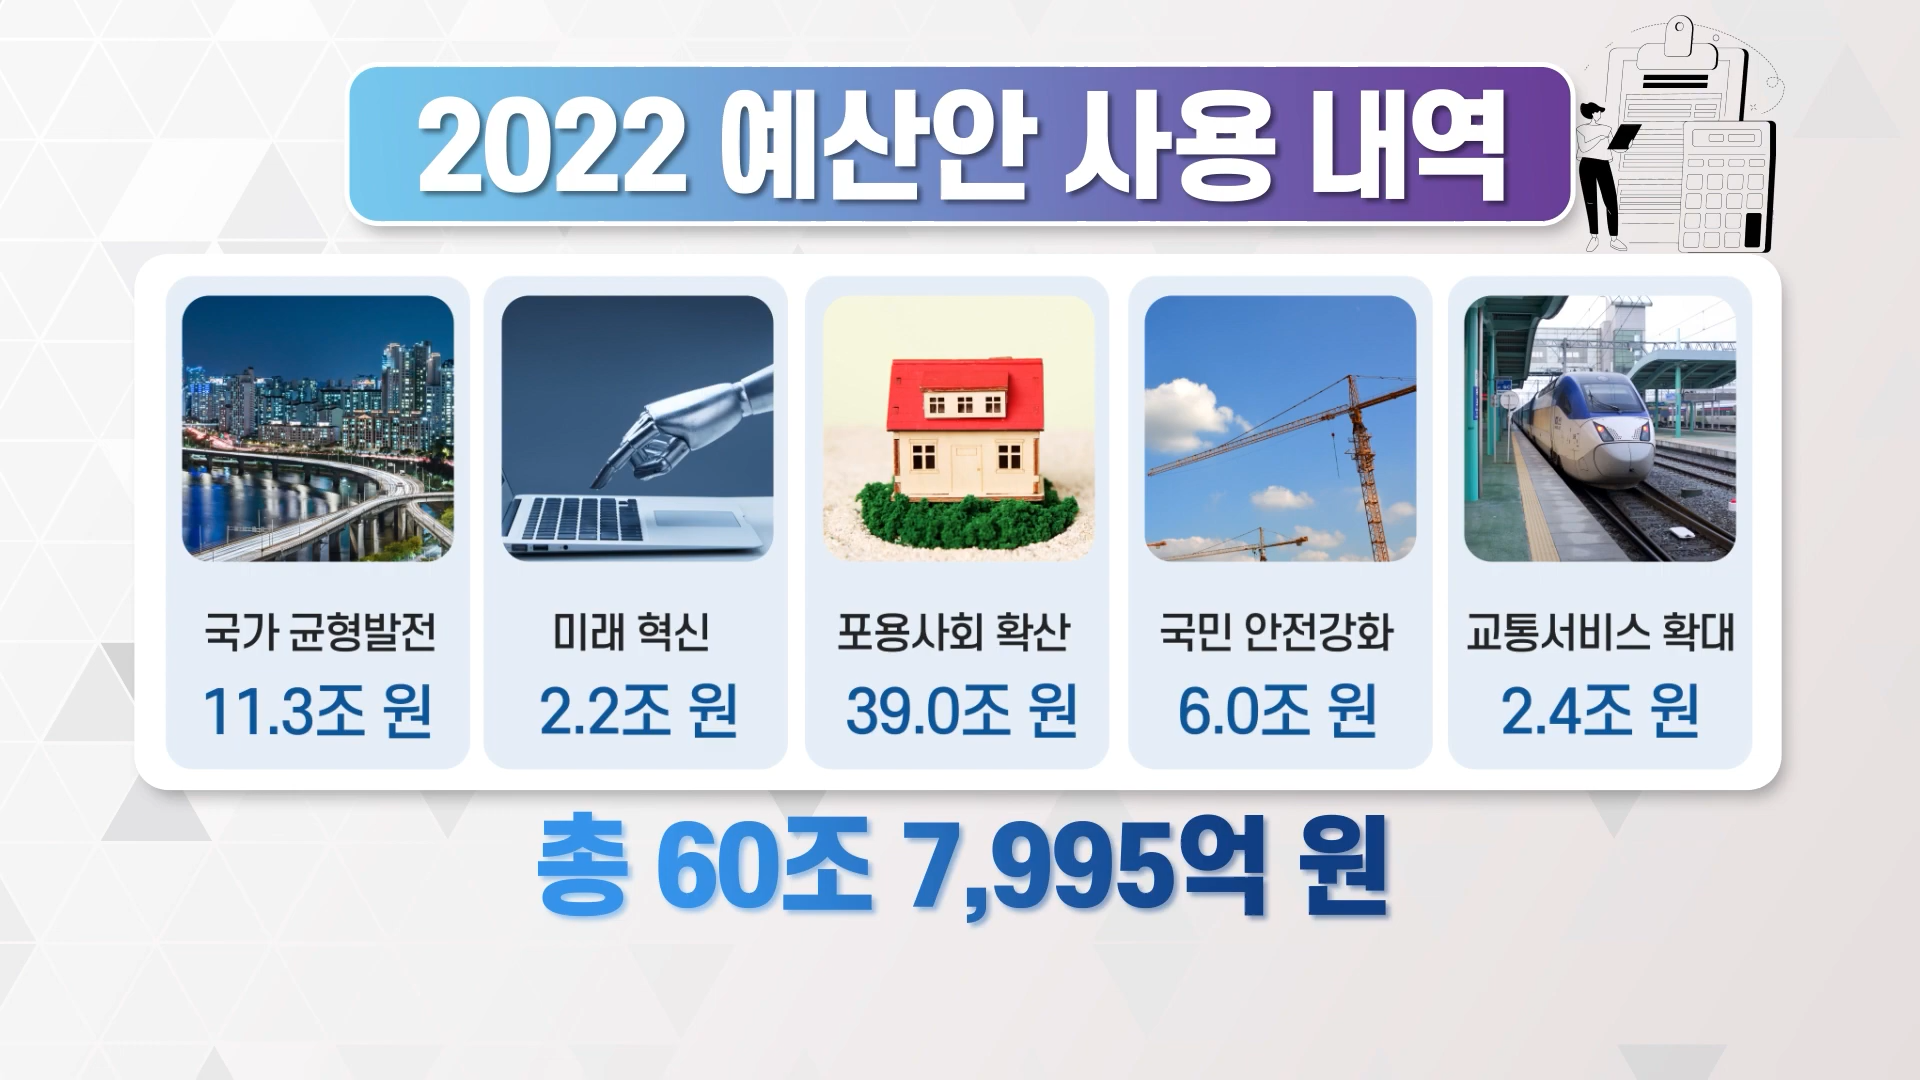 2022 예산안 사용 내역
국가 균형발전
11.3조 원
미래 혁신
2.2조 원
포용사회 확산
39.0조 원
국민 안전강화
6.0조 원
교통서비스 확대
2.4조 원
총 60조 7,995억 원